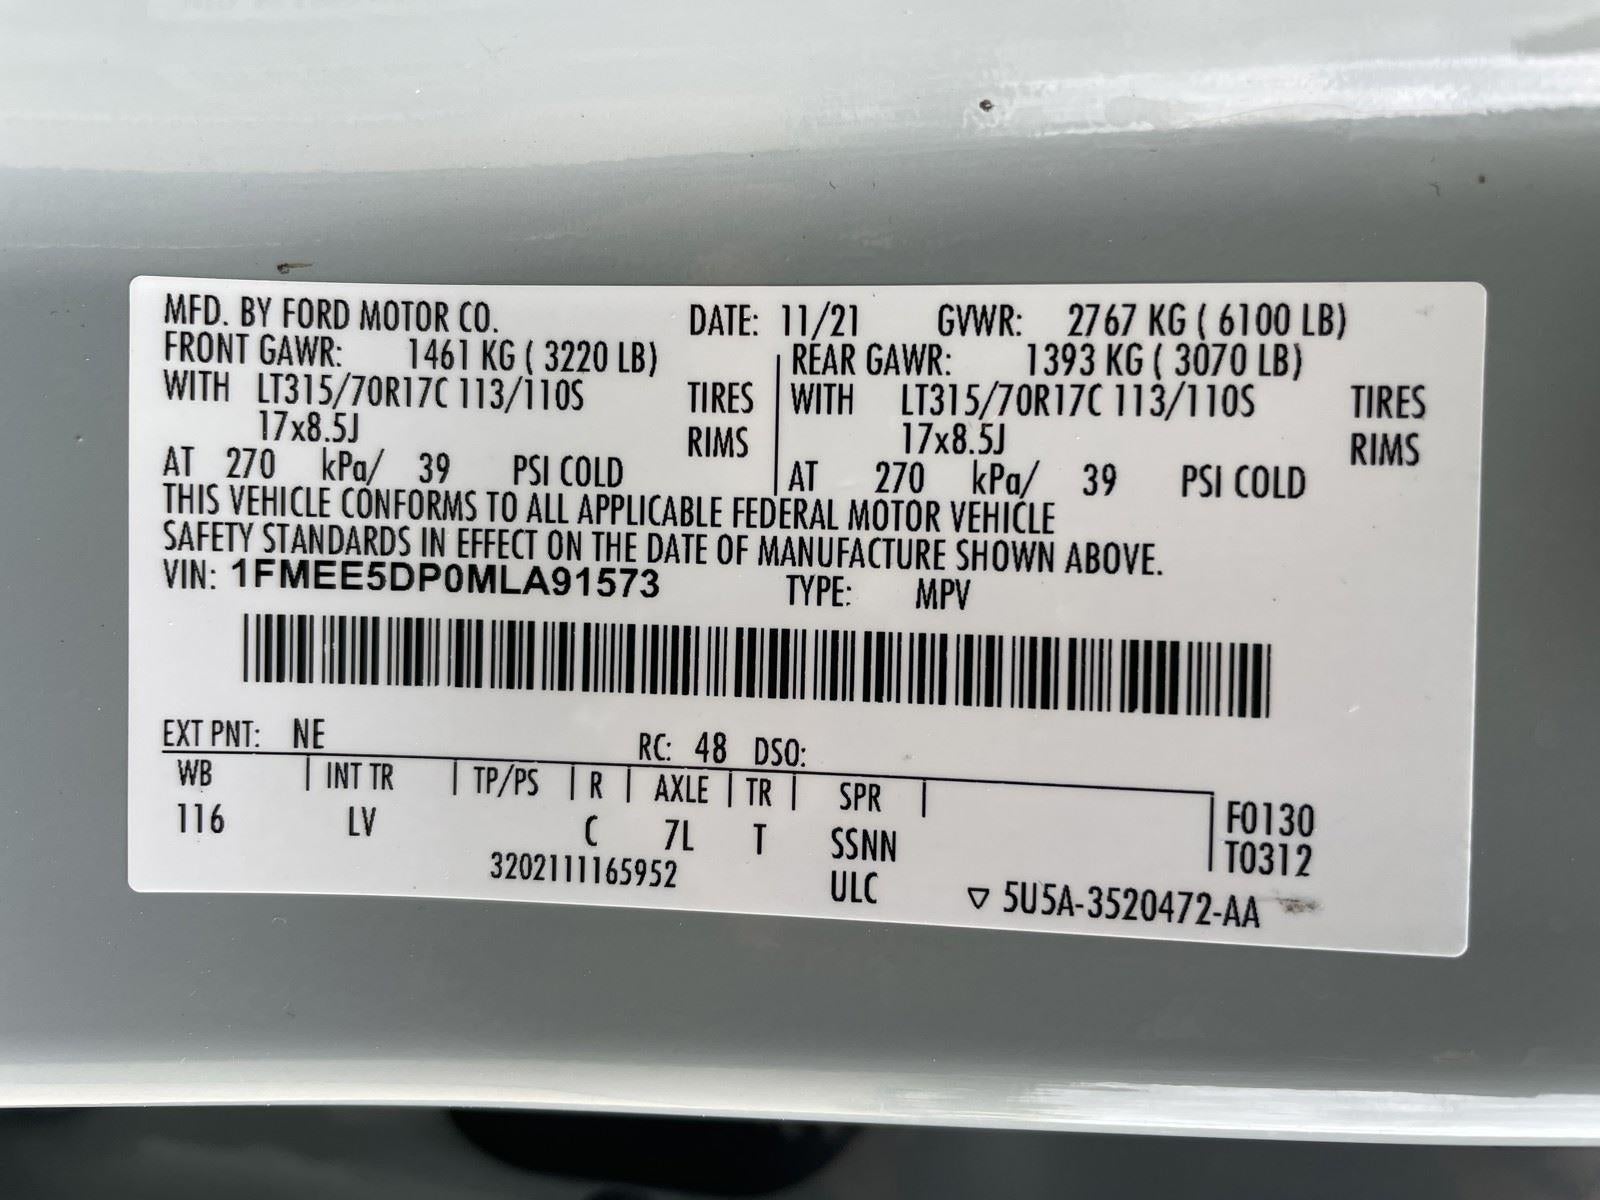 MFD. BY FORD MOTOR CO. DATE: 11/21 GVWR: 2767 KG ( 6100 LB)
FRONT GAWR: 1461 KG ( 3220 LB) REAR GAWR: 1393 KG ( 3070 LB)
WITH LT315/70R17C 113/110S TIRES WITH LT315/70R17C 113/110S TIRES
17x8.5J RIMS 17x8.5J RIMS
AT 270 kPa/ 39 PSI COLD AT 270 kPa/ 39 PSI COLD
THIS VEHICLE CONFORMS TO ALL APPLICABLE FEDERAL MOTOR VEHICLE
SAFETY STANDARDS IN EFFECT ON THE DATE OF MANUFACTURE SHOWN ABOVE.
VIN: 1FMEE5DP0MLA91573 TYPE: MPV
EXT PNT: NE RC: 48 DSO:
WB INT TR TP/PS R AXLE TR SPR F0130
116 LV C 7L T SSNN T0312
3202111165952 ULC ▽ 5U5A-3520472-AA